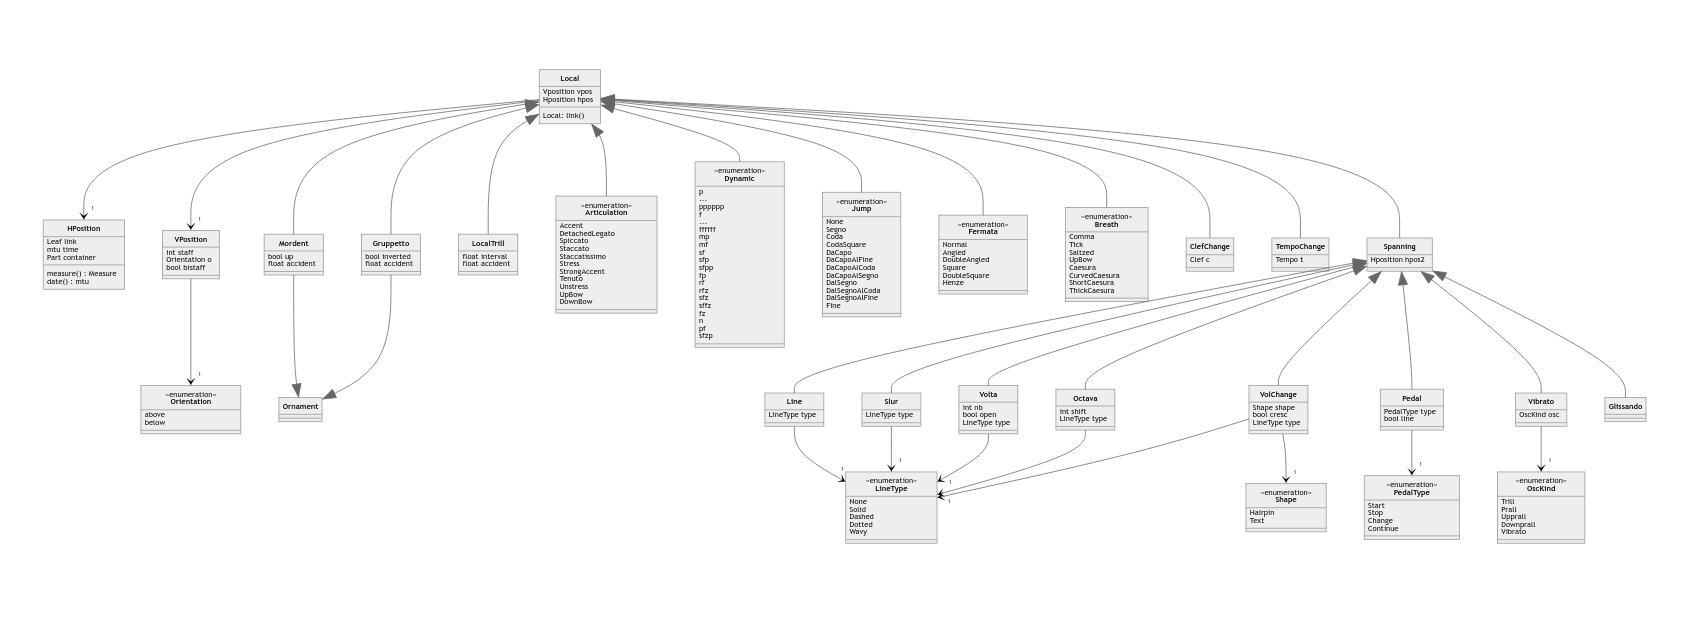 Local
Vposition vpos
Hposition hpos
Local: link()
1
HPosition
Leaf link
mtu time
Part container
measure() : Measure
date() : mtu
1
VPosition
int staff
Orientation o
bool bistaff
Mordent
bool up
float accident
Gruppetto
bool inverted
float accident
LocalTrill
float interval
float accident
«enumeration»
Articulation
Accent
DetachedLegato
Spiccato
Staccato
Staccatissimo
Stress
StrongAccent
Tenuto
Unstress
UpBow
DownBow
«enumeration»
Dynamic
p
...
pppppp
f
...
ffffff
mp
mf
sf
sfp
sfpp
fp
rf
rfz
sfz
sffz
fz
n
pf
sfzp
«enumeration»
Jump
None
Segno
Coda
CodaSquare
DaCapo
DaCapoAlFine
DaCapoAlCoda
DaCapoAlSegno
DalSegno
DalSegnoAlCoda
DalSegnoAlFine
Fine
«enumeration»
Fermata
Normal
Angled
DoubleAngled
Square
DoubleSquare
Henze
«enumeration»
Breath
Comma
Tick
Saltzed
UpBow
Caesura
CurvedCaesura
ShortCaesura
ThickCaesura
ClefChange
Clef c
TempoChange
Tempo t
Spanning
Hposition hpos2
1
«enumeration»
Orientation
above
below
Ornament
Line
LineType type
Slur
LineType type
Volta
int nb
bool open
LineType type
Octava
int shift
LineType type
VolChange
Shape shape
bool cresc
LineType type
Pedal
PedalType type
bool line
Vibrato
OscKind osc
Glissando
1
1
1
1
«enumeration»
LineType
None
Solid
Dashed
Dotted
Wavy
1
«enumeration»
Shape
Hairpin
Text
1
«enumeration»
PedalType
Start
Stop
Change
Continue
1
«enumeration»
OscKind
Trill
Prall
Upprall
Downprall
Vibrato